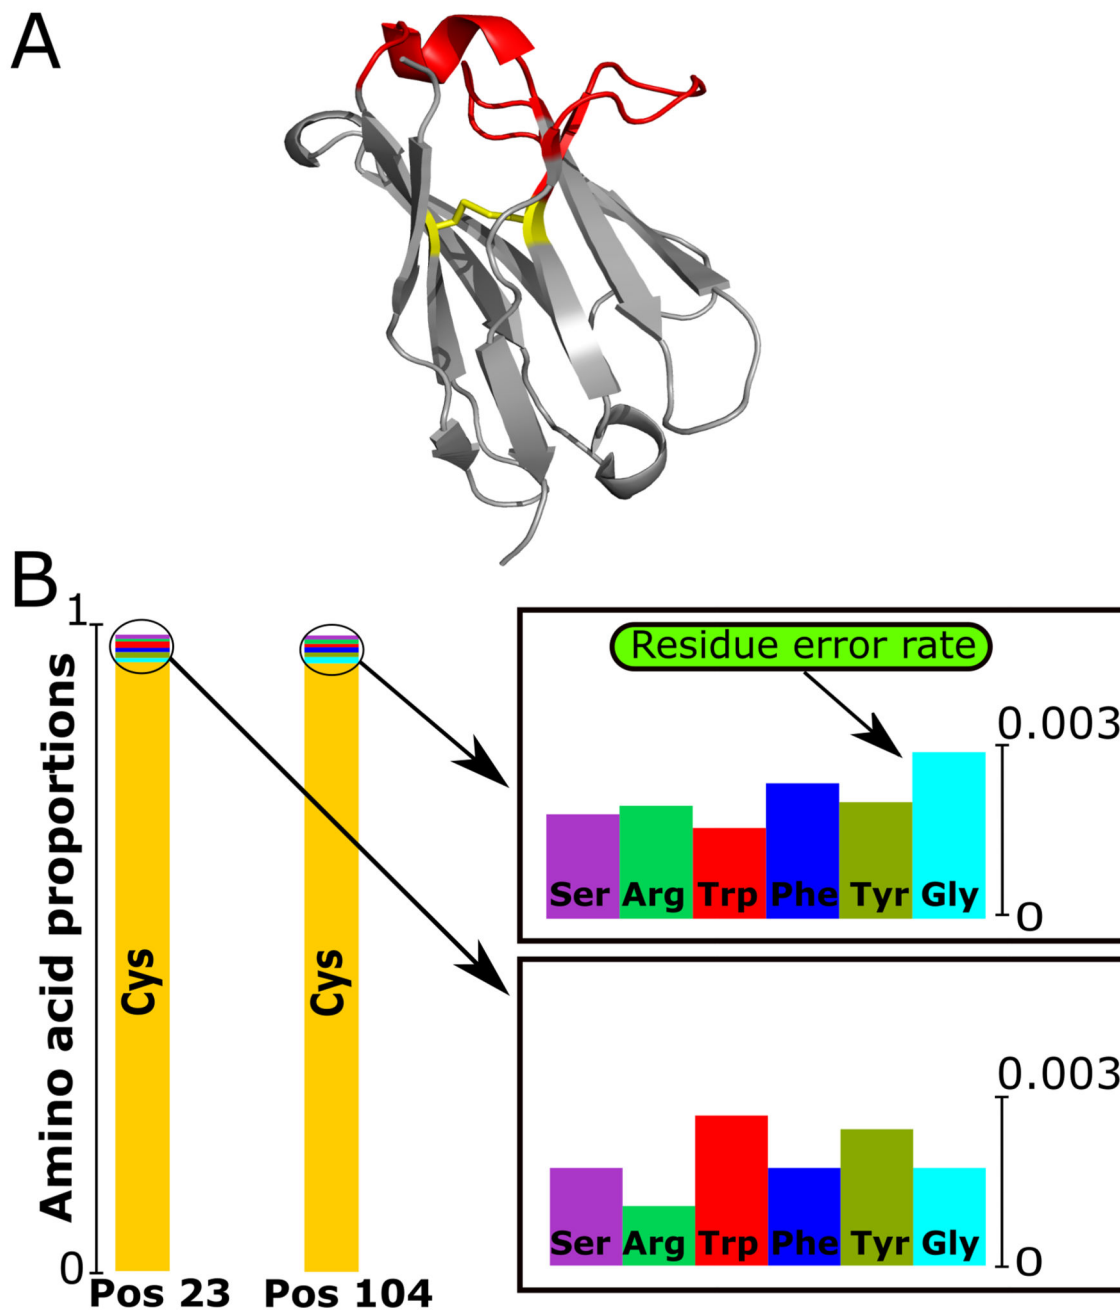 A
B
1
Amino acid proportions
0
Cys
Cys
Pos 23
Pos 104
Residue error rate
0.003
Ser Arg Trp Phe Tyr Gly
0
0.003
Ser Arg Trp Phe Tyr Gly
0